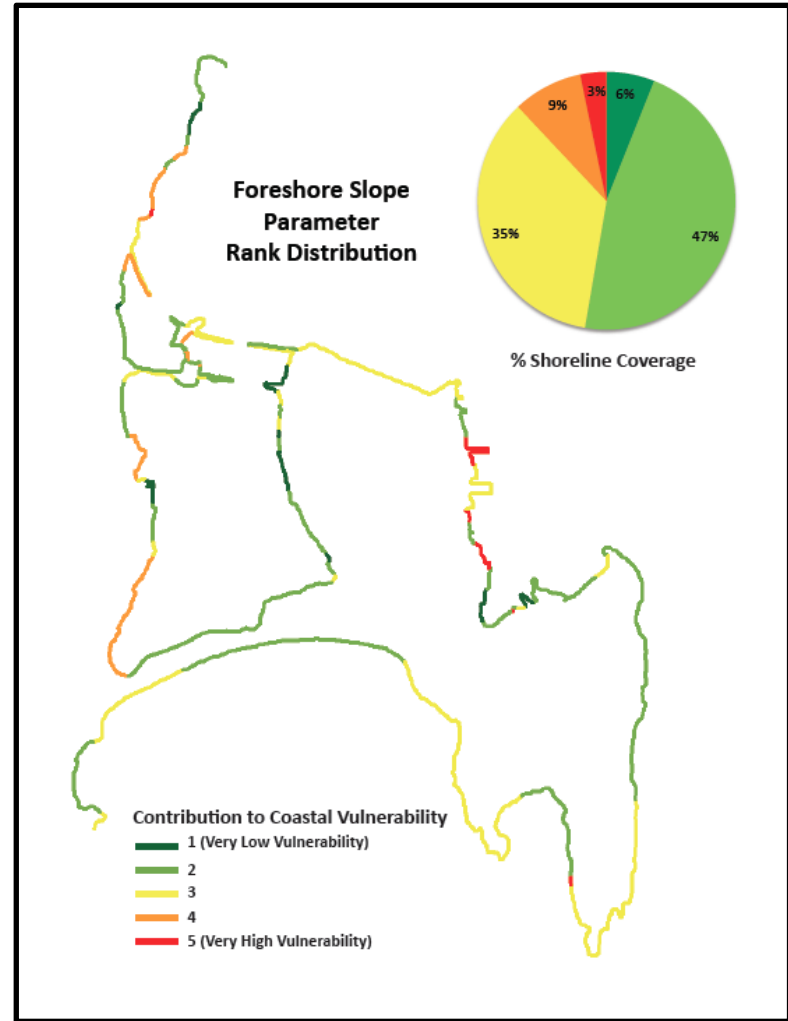 Foreshore Slope
Parameter
Rank Distribution
3%
6%
9%
35%
47%
% Shoreline Coverage
Contribution to Coastal Vulnerability
1 (Very Low Vulnerability)
2
3
4
5 (Very High Vulnerability)